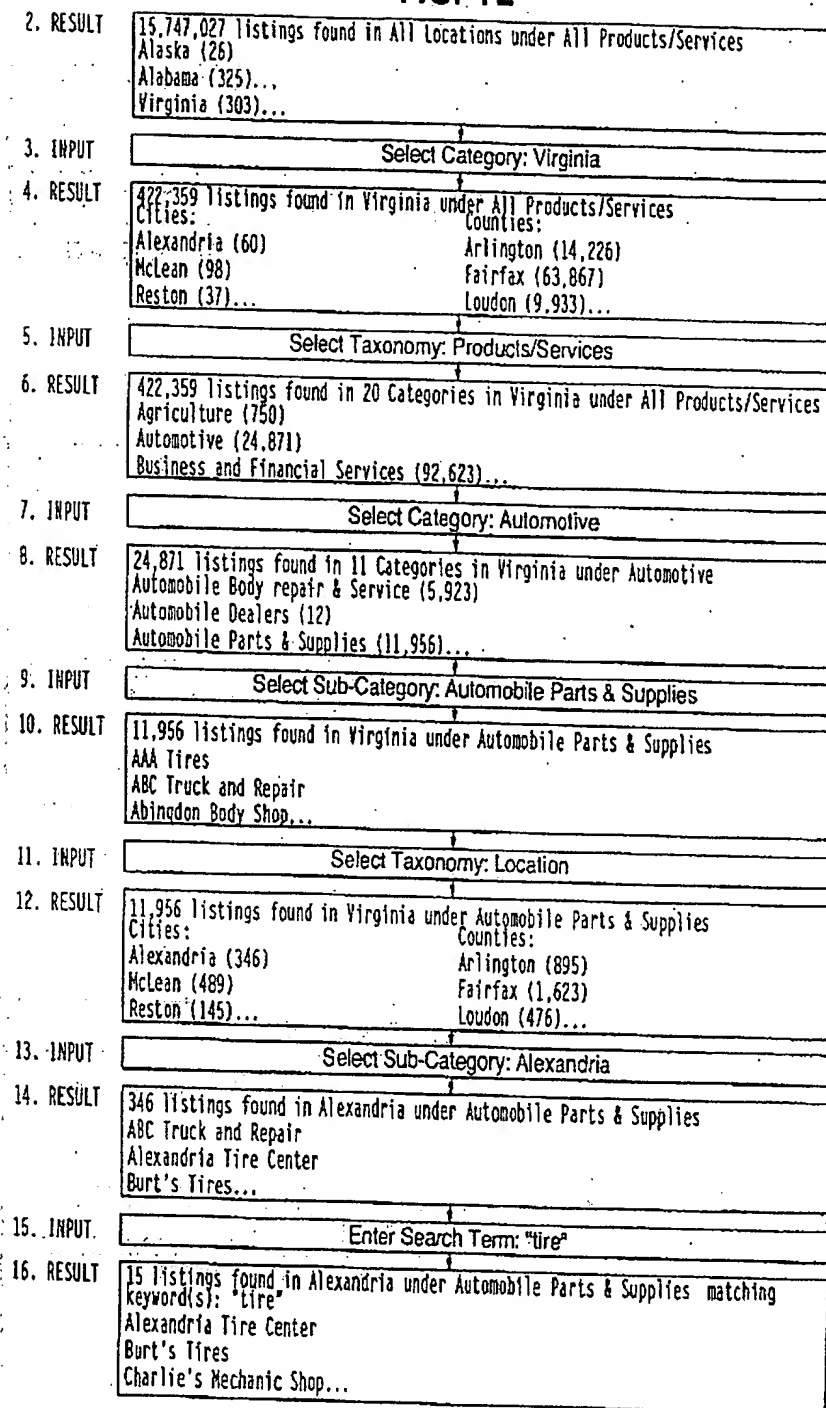 2. RESULT
15,747,027 listings found in All Locations under All Products/Services
Alaska (26)
Alabama (325)...
Virginia (303)...
3. INPUT
Select Category: Virginia
4. RESULT
422,359 listings found in Virginia under All Products/Services
Cities: Counties:
Alexandria (60) Arlington (14,226)
McLean (98) Fairfax (63,867)
Reston (37)... Loudon (9,933)...
5. INPUT
Select Taxonomy: Products/Services
6. RESULT
422,359 listings found in 20 Categories in Virginia under All Products/Services
Agriculture (750)
Automotive (24,871)
Business and Financial Services (92,623)...
7. INPUT
Select Category: Automotive
8. RESULT
24,871 listings found in 11 Categories in Virginia under Automotive
Automobile Body repair & Service (5,923)
Automobile Dealers (12)
Automobile Parts & Supplies (11,956)...
9. INPUT
Select Sub-Category: Automobile Parts & Supplies
10. RESULT
11,956 listings found in Virginia under Automobile Parts & Supplies
AAA Tires
ABC Truck and Repair
Abingdon Body Shop...
11. INPUT
Select Taxonomy: Location
12. RESULT
11,956 listings found in Virginia under Automobile Parts & Supplies
Cities: Counties:
Alexandria (346) Arlington (895)
McLean (489) Fairfax (1,623)
Reston (145)... Loudon (476)...
13. INPUT
Select Sub-Category: Alexandria
14. RESULT
346 listings found in Alexandria under Automobile Parts & Supplies
ABC Truck and Repair
Alexandria Tire Center
Burt's Tires...
15. INPUT
Enter Search Term: "tire"
16. RESULT
15 listings found in Alexandria under Automobile Parts & Supplies matching
keyword(s): "tire"
Alexandria Tire Center
Burt's Tires
Charlie's Mechanic Shop...